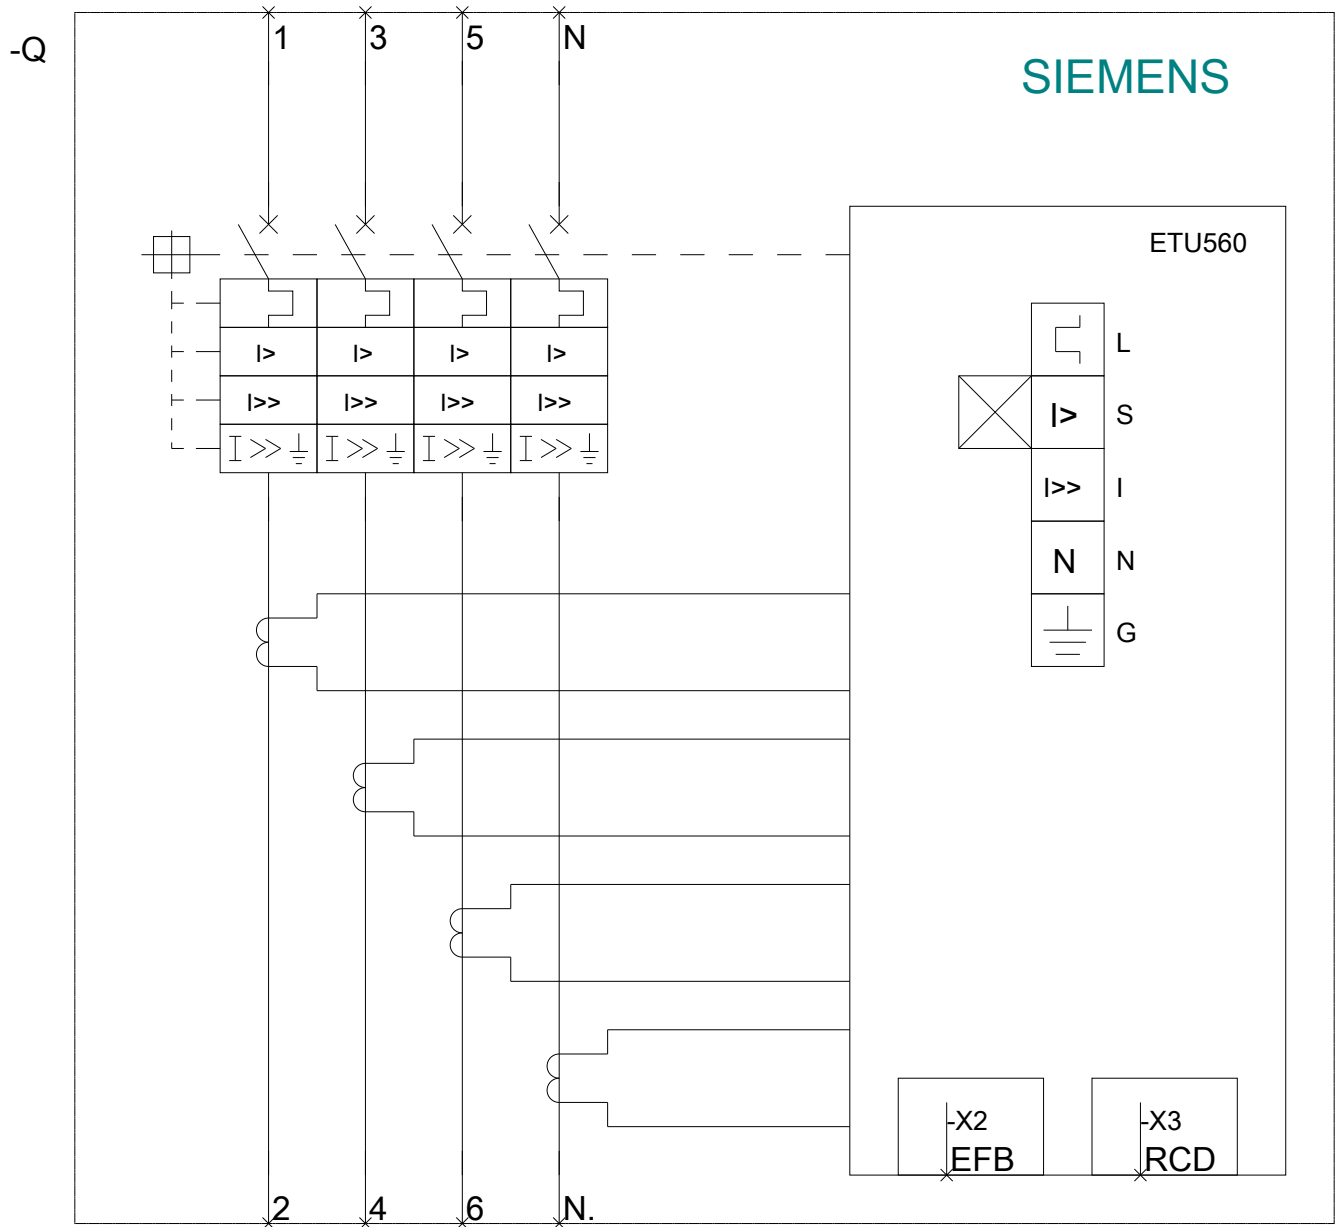 1 3 5 N
-Q
SIEMENS
ETU560
L
I> I> I> I>
I>> I>> I>> I>>
I>> I>> I>> I>>
I> S
I>> I
N N
G
-X2 -X3
EFB RCD
2 4 6 N.